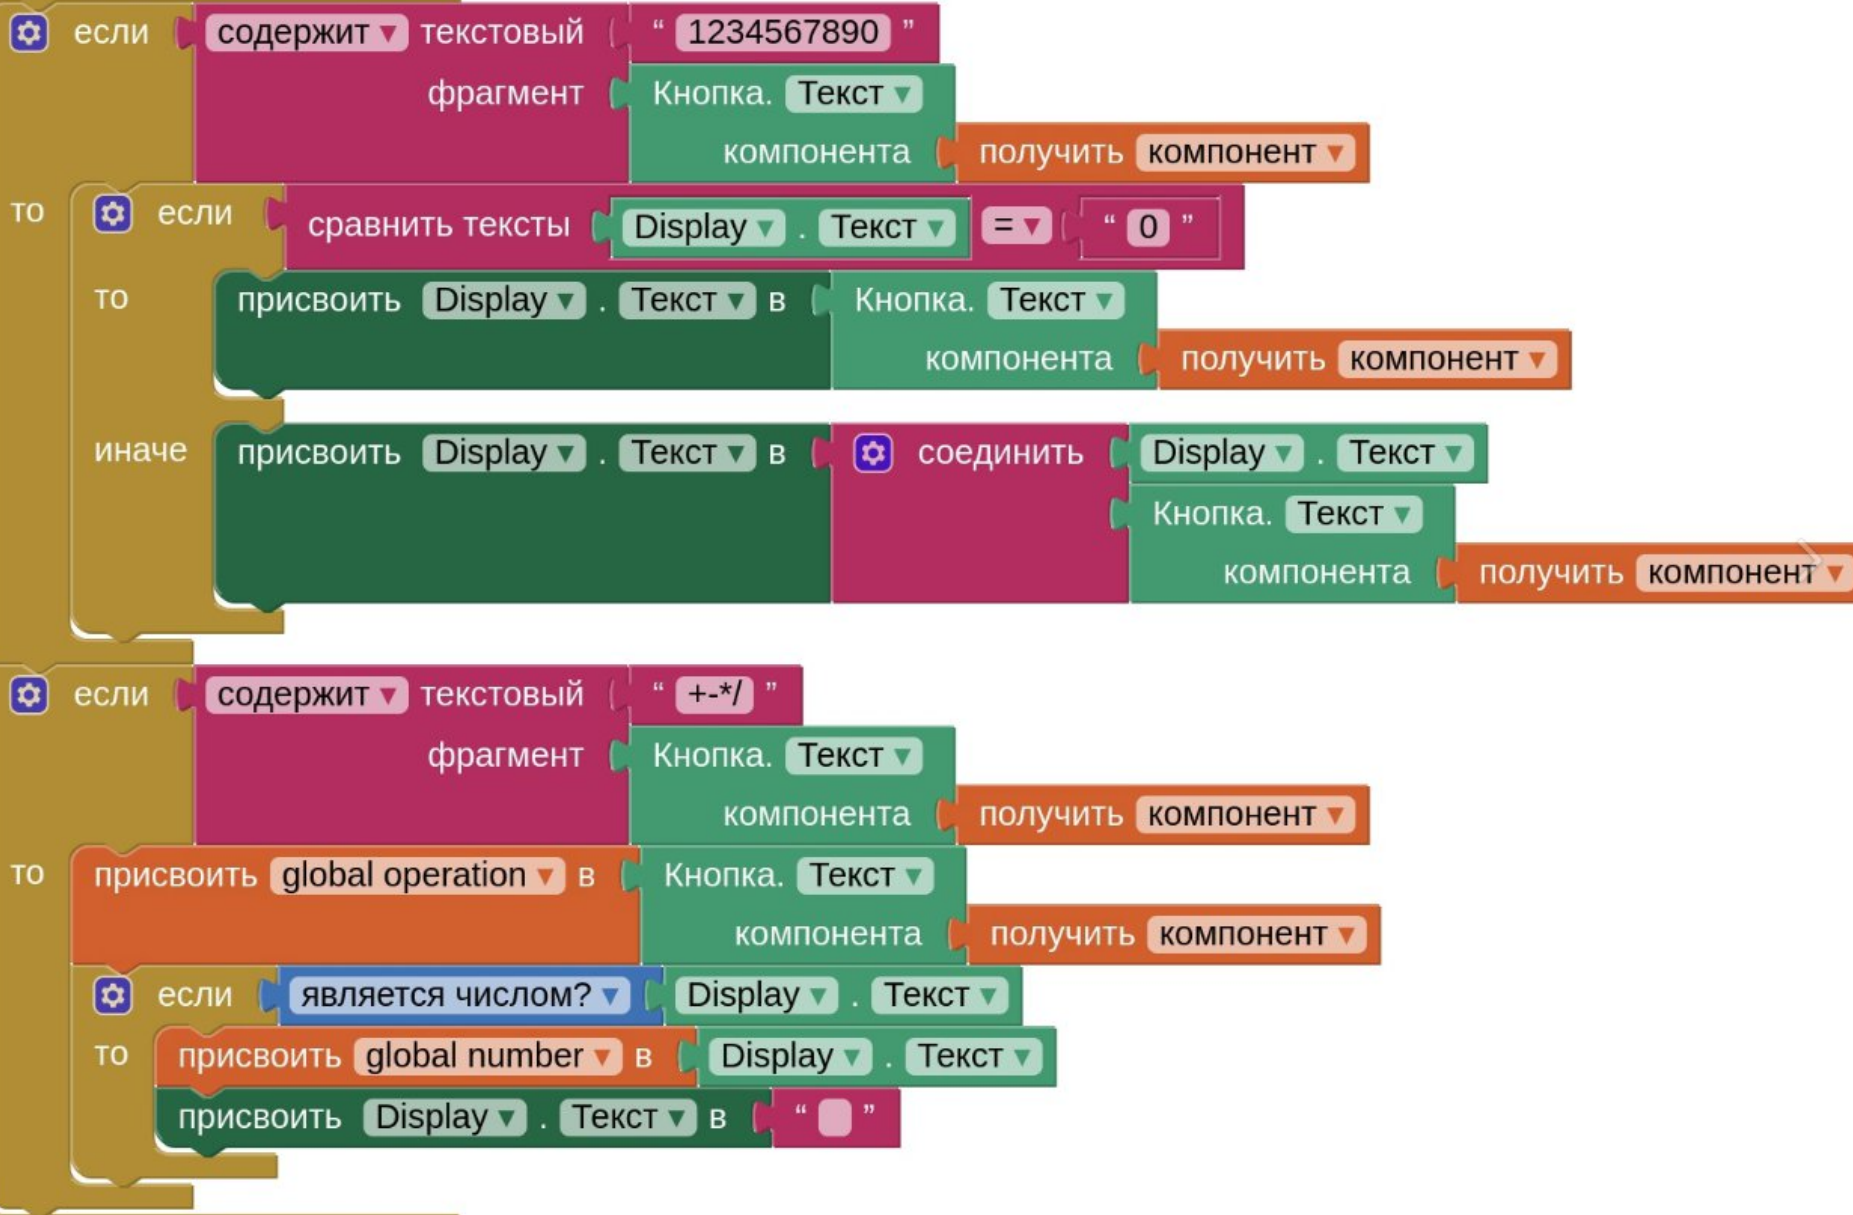 если содержит текстовый “ 1234567890 ”
фрагмент Кнопка. Текст
компонента получить компонент
то если сравнить тексты Display . Текст = “ 0 ”
то присвоить Display . Текст в Кнопка. Текст
компонента получить компонент
иначе присвоить Display . Текст в соединить Display . Текст
Кнопка. Текст
компонента получить компонент
если содержит текстовый “ +-*/ ”
фрагмент Кнопка. Текст
компонента получить компонент
то присвоить global operation в Кнопка. Текст
компонента получить компонент
если является числом? Display . Текст
то присвоить global number в Display . Текст
присвоить Display . Текст в “ ”